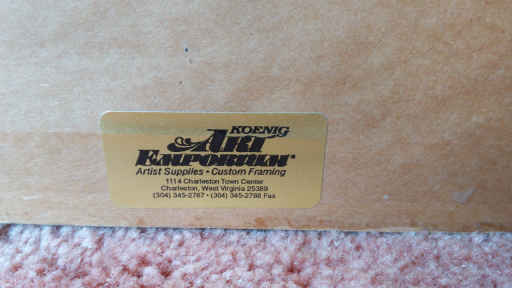 KOENIG
ART
EMPORIUM
Artist Supplies • Custom Framing
1114 Charleston Town Center
Charleston, West Virginia 25389
(304) 345-2787 • (304) 345-2798 Fax